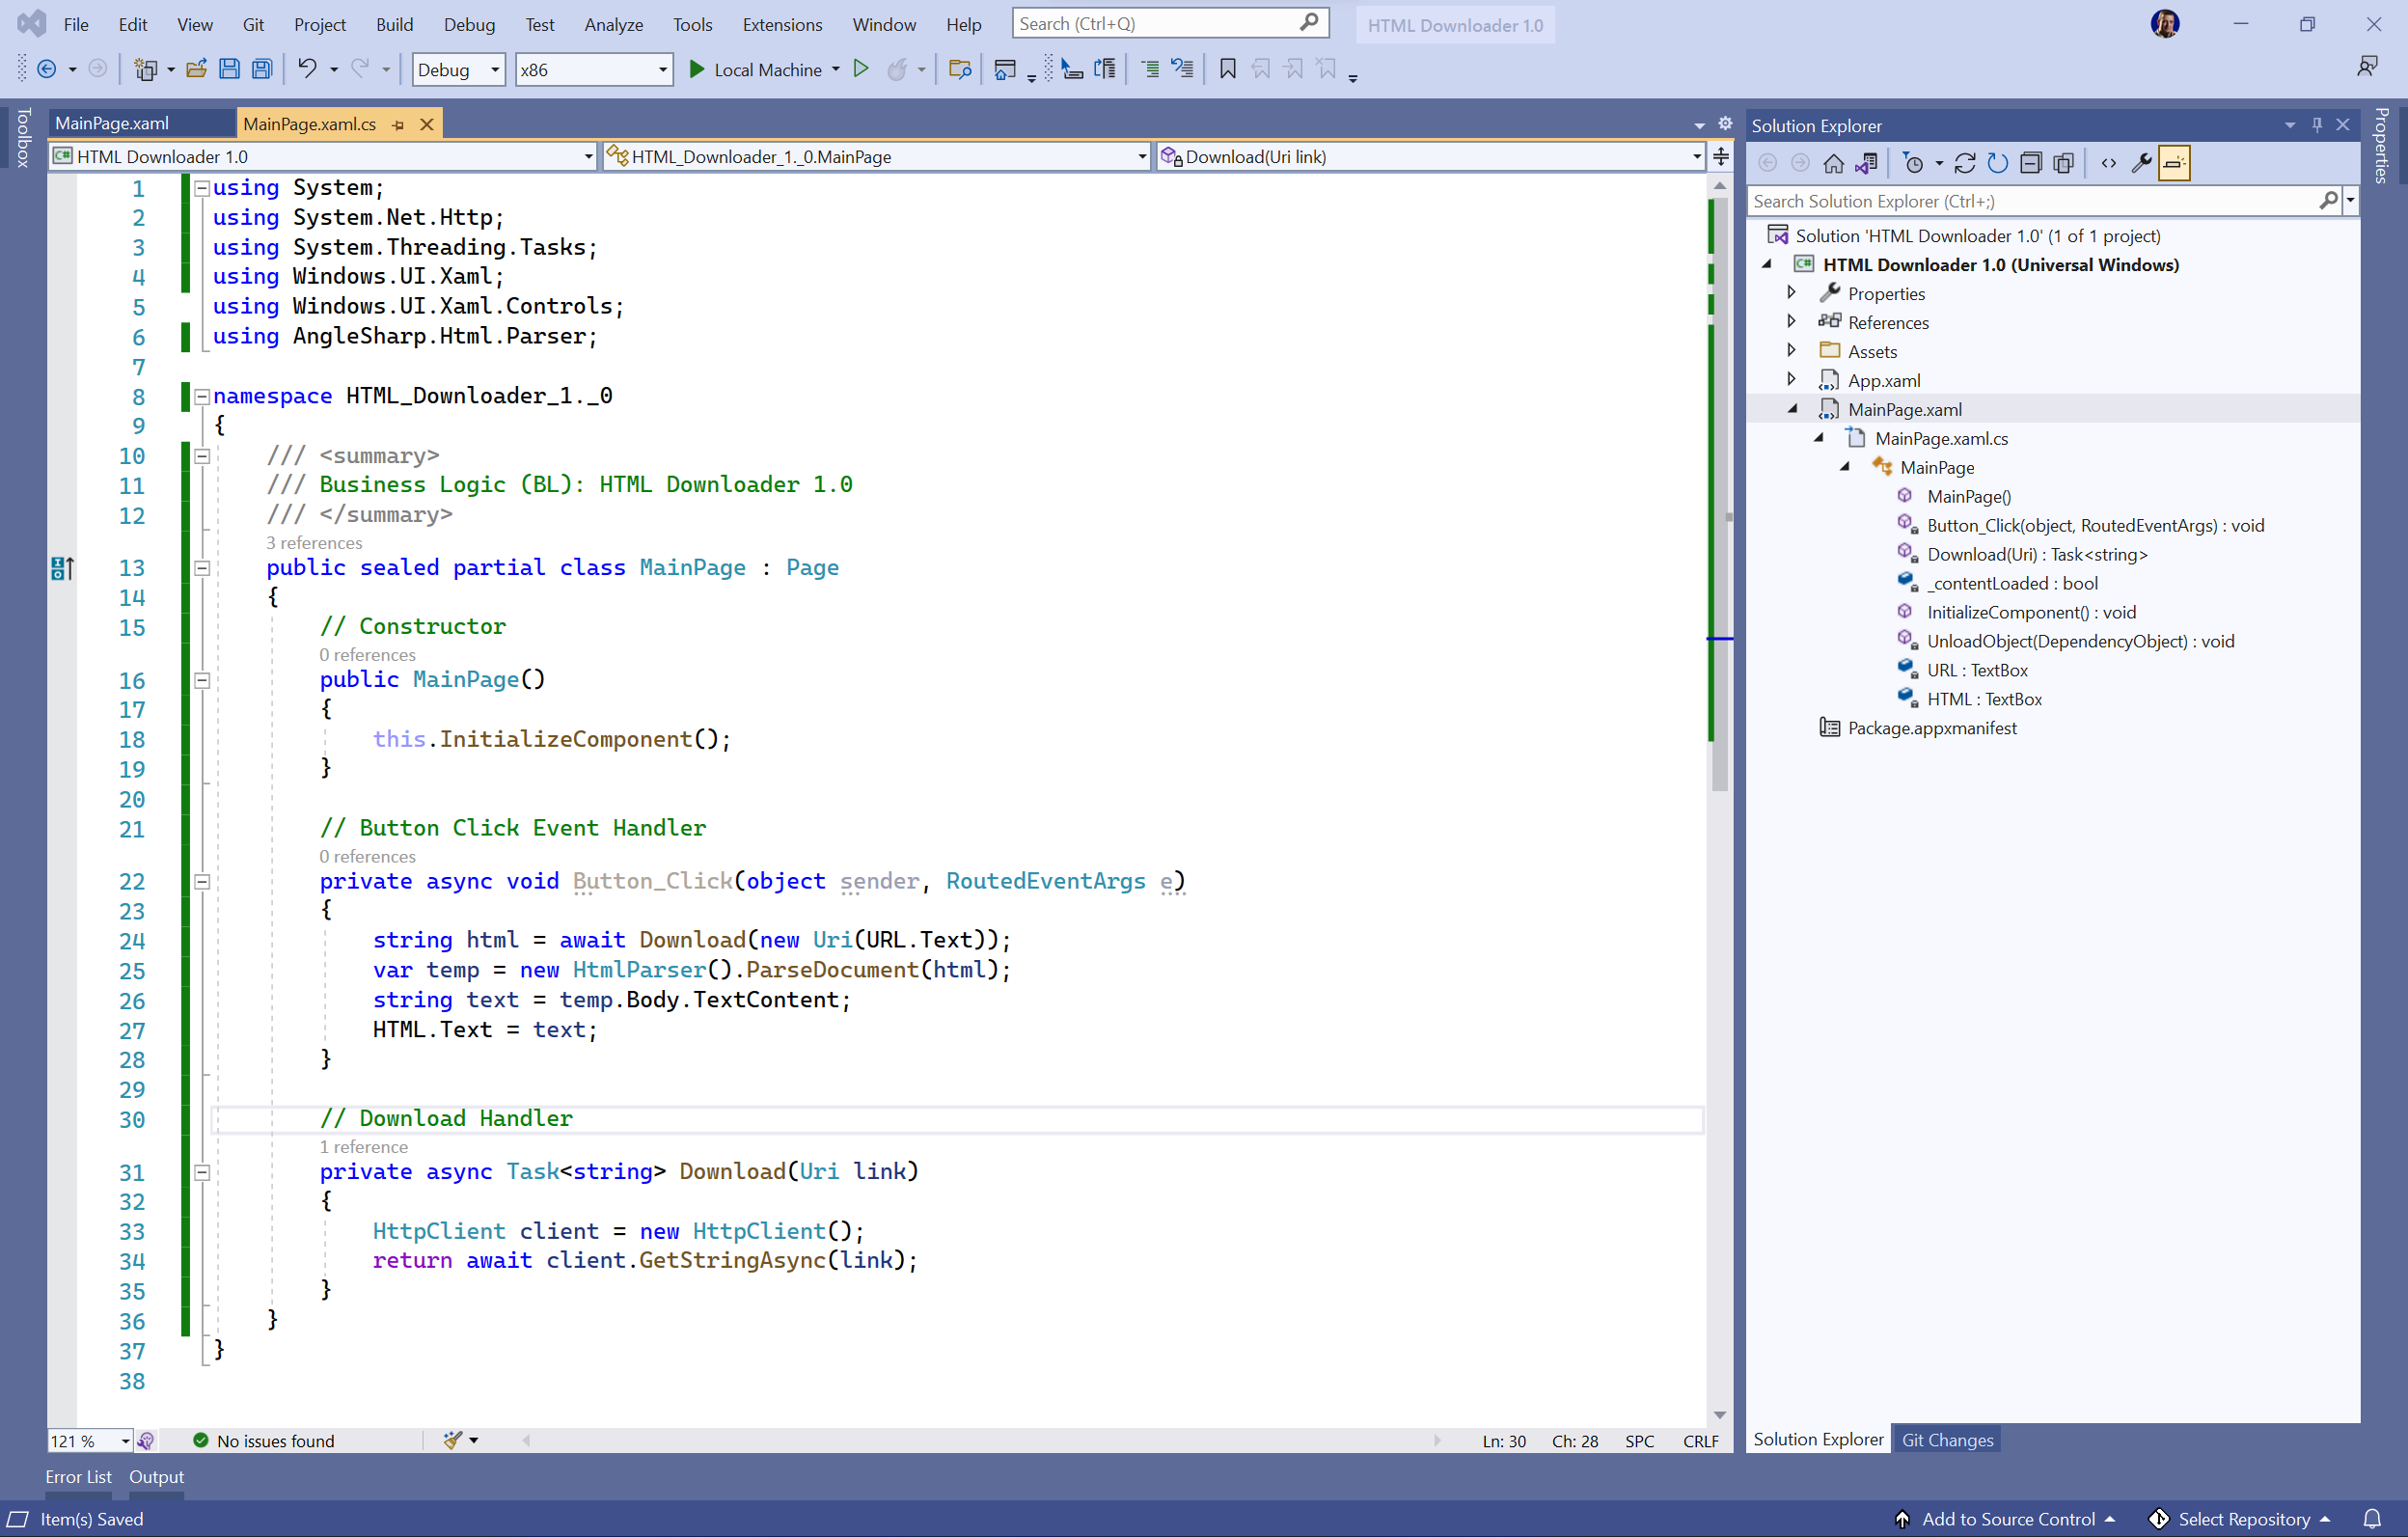 File Edit View Git Project Build Debug Test Analyze Tools Extensions Window Help Search (Ctrl+Q) HTML Downloader 1.0
Debug x86 Local Machine
Toolbox
MainPage.xaml MainPage.xaml.cs
HTML Downloader 1.0 HTML_Downloader_1._0.MainPage Download(Uri link)
1 using System;
2 using System.Net.Http;
3 using System.Threading.Tasks;
4 using Windows.UI.Xaml;
5 using Windows.UI.Xaml.Controls;
6 using AngleSharp.Html.Parser;
7
8 namespace HTML_Downloader_1._0
9 {
10 /// <summary>
11 /// Business Logic (BL): HTML Downloader 1.0
12 /// </summary>
3 references
13 public sealed partial class MainPage : Page
14 {
15 // Constructor
0 references
16 public MainPage()
17 {
18 this.InitializeComponent();
19 }
20
21 // Button Click Event Handler
0 references
22 private async void Button_Click(object sender, RoutedEventArgs e)
23 {
24 string html = await Download(new Uri(URL.Text));
25 var temp = new HtmlParser().ParseDocument(html);
26 string text = temp.Body.TextContent;
27 HTML.Text = text;
28 }
29
30 // Download Handler
1 reference
31 private async Task<string> Download(Uri link)
32 {
33 HttpClient client = new HttpClient();
34 return await client.GetStringAsync(link);
35 }
36 }
37 }
38
121 % No issues found Ln: 30 Ch: 28 SPC CRLF
Solution Explorer
Search Solution Explorer (Ctrl+;)
Solution 'HTML Downloader 1.0' (1 of 1 project)
C# HTML Downloader 1.0 (Universal Windows)
Properties
References
Assets
App.xaml
MainPage.xaml
MainPage.xaml.cs
MainPage
MainPage()
Button_Click(object, RoutedEventArgs) : void
Download(Uri) : Task<string>
_contentLoaded : bool
InitializeComponent() : void
UnloadObject(DependencyObject) : void
URL : TextBox
HTML : TextBox
Package.appxmanifest
Solution Explorer Git Changes
Properties
Error List Output
Item(s) Saved Add to Source Control Select Repository